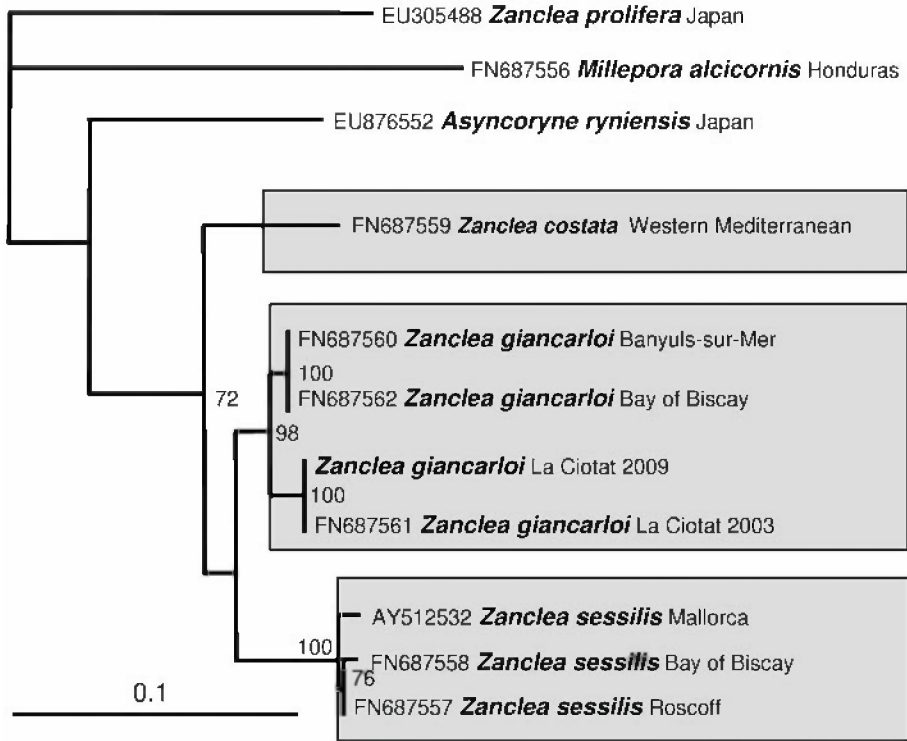 EU305488 Zanclea prolifera Japan
FN687556 Millepora alcicornis Honduras
EU876552 Asyncoryne ryniensis Japan
FN687559 Zanclea costata Western Mediterranean
FN687560 Zanclea giancarloi Banyuls-sur-Mer
100
FN687562 Zanclea giancarloi Bay of Biscay
72
98
Zanclea giancarloi La Ciotat 2009
100
FN687561 Zanclea giancarloi La Ciotat 2003
AY512532 Zanclea sessilis Mallorca
100
FN687558 Zanclea sessilis Bay of Biscay
76
FN687557 Zanclea sessilis Roscoff
0.1